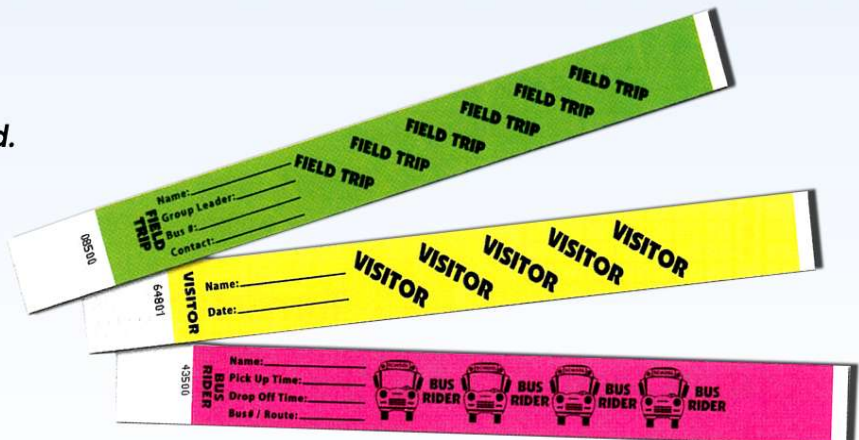 d.
08500
FIELD
TRIP
Name:
Group Leader:
Bus #:
Contact:
FIELD TRIP
FIELD TRIP
FIELD TRIP
FIELD TRIP
FIELD TRIP
FIELD TRIP
64801
VISITOR
Name:
Date:
VISITOR
VISITOR
VISITOR
VISITOR
VISITOR
43500
BUS
RIDER
Name:
Pick Up Time:
Drop Off Time:
Bus# / Route:
BUS
RIDER
BUS
RIDER
BUS
RIDER
BUS
RIDER